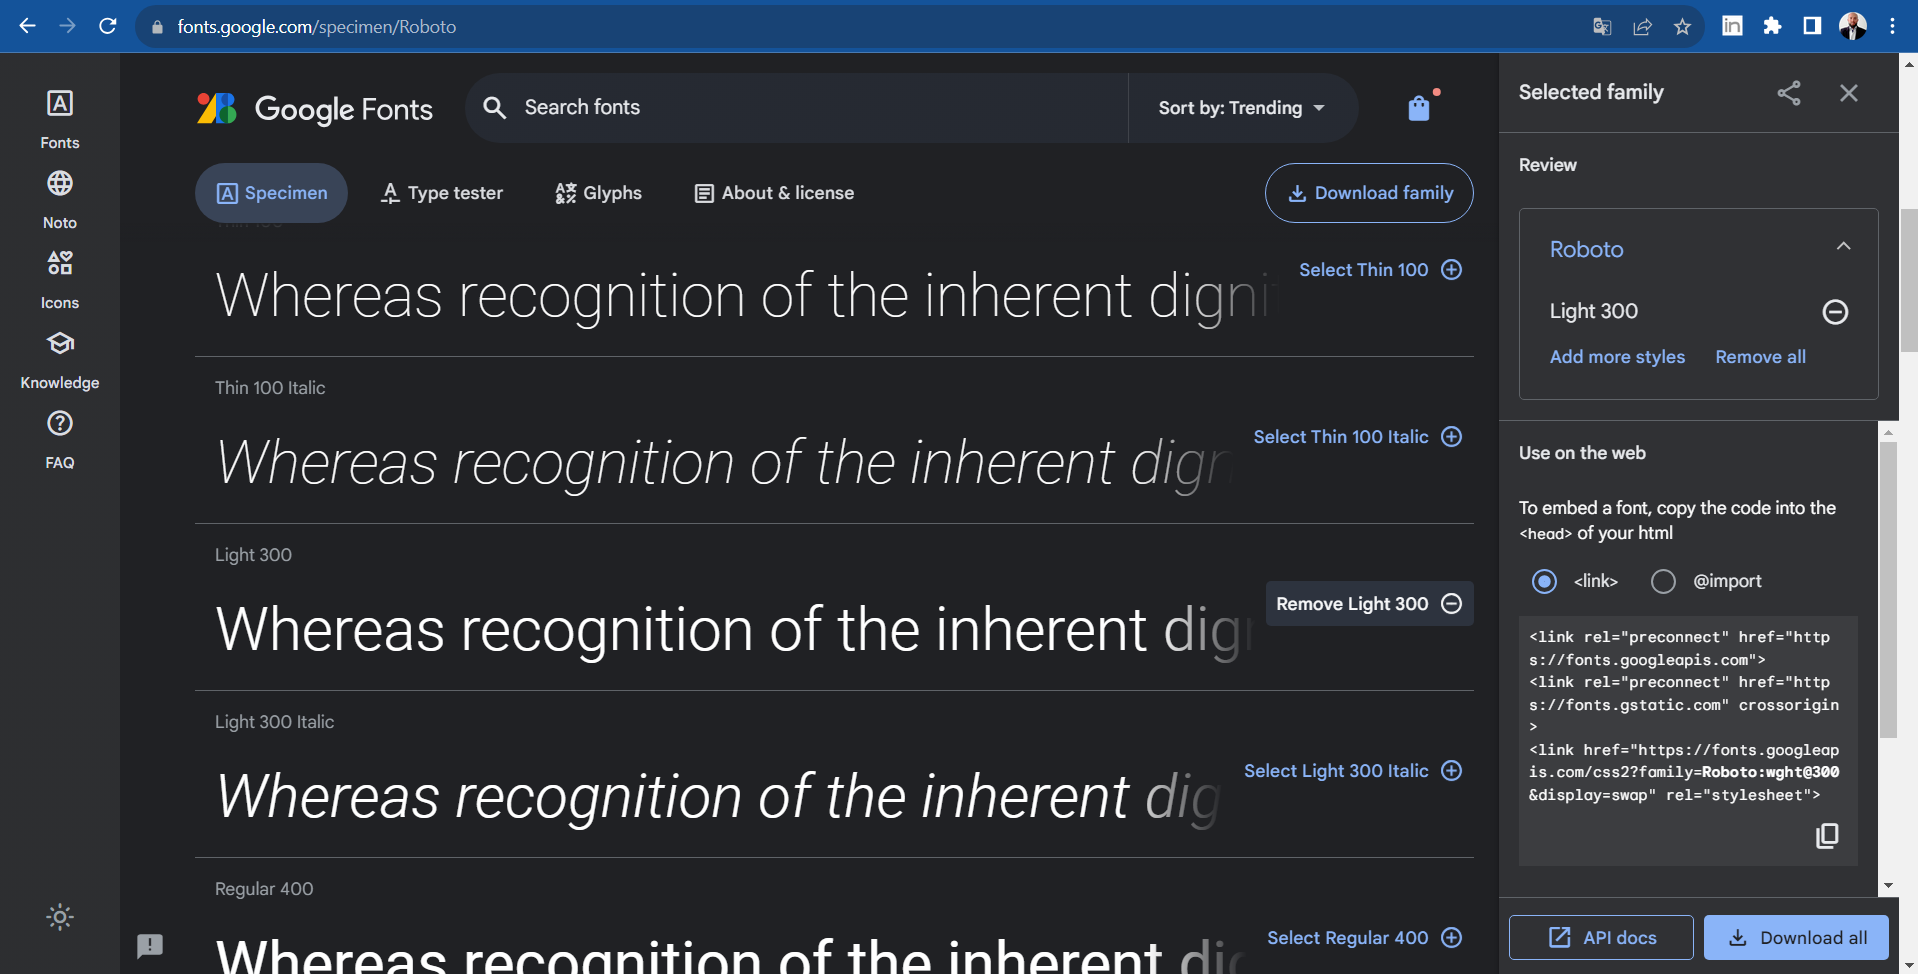 fonts.google.com/specimen/Roboto
Fonts
Noto
Icons
Knowledge
FAQ
Google Fonts
Search fonts
Sort by: Trending
Specimen
Type tester
Glyphs
About & license
Download family
Select Thin 100
Whereas recognition of the inherent digni
Thin 100 Italic
Select Thin 100 Italic
Whereas recognition of the inherent dign
Light 300
Remove Light 300
Whereas recognition of the inherent dign
Light 300 Italic
Select Light 300 Italic
Whereas recognition of the inherent dig
Regular 400
Select Regular 400
Whereas recognition of the inherent dig
Selected family
Review
Roboto
Light 300
Add more styles Remove all
Use on the web
To embed a font, copy the code into the
<head> of your html
<link> @import
<link rel="preconnect" href="http
s://fonts.googleapis.com">
<link rel="preconnect" href="http
s://fonts.gstatic.com" crossorigin
>
<link href="https://fonts.googleap
is.com/css2?family=Roboto:wght@300
&display=swap" rel="stylesheet">
API docs
Download all